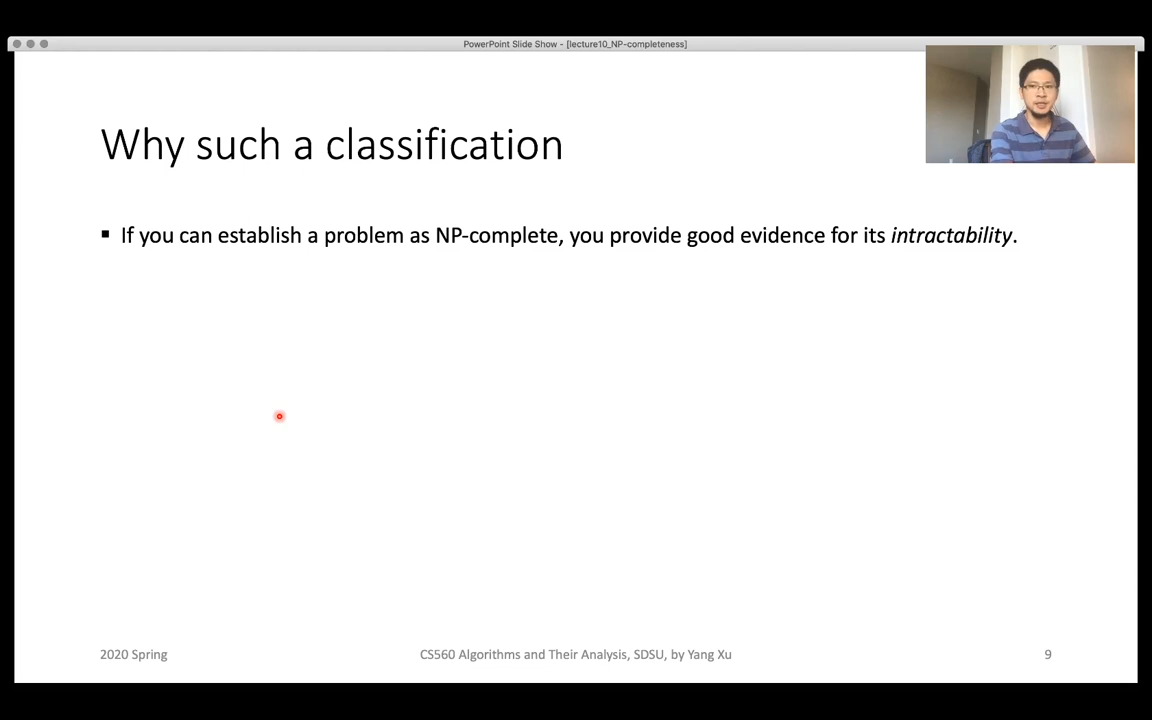 PowerPoint Slide Show - [lecture10_NP-completeness]
Why such a classification
▪ If you can establish a problem as NP-complete, you provide good evidence for its intractability.
2020 Spring
CS560 Algorithms and Their Analysis, SDSU, by Yang Xu
9